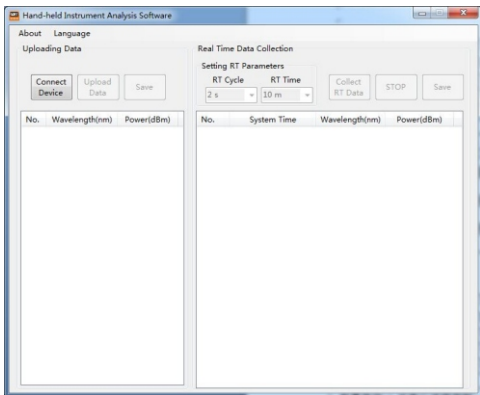 Hand-held Instrument Analysis Software
About Language
Uploading Data
Connect Device
Upload Data
Save
No. Wavelength(nm) Power(dBm)
Real Time Data Collection
Setting RT Parameters
RT Cycle RT Time
2 s 10 m
Collect RT Data
STOP
Save
No. System Time Wavelength(nm) Power(dBm)